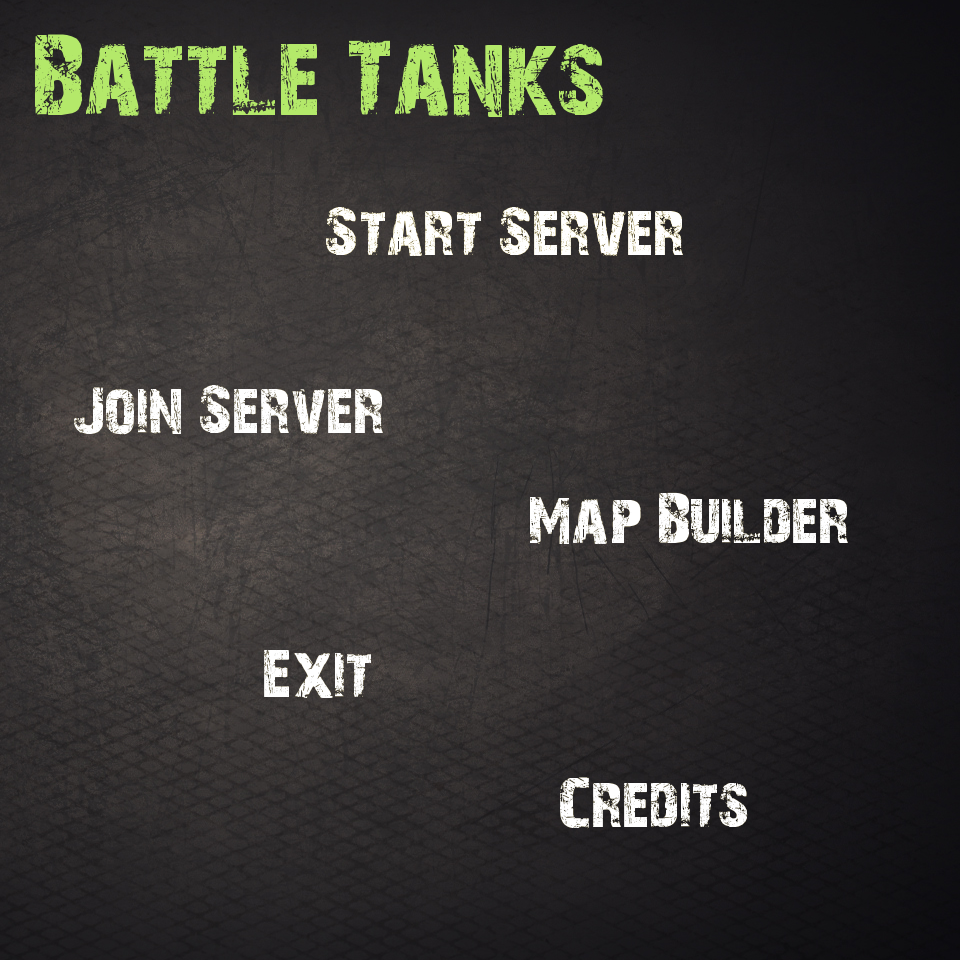 Battle Tanks
Start Server
Join Server
Map Builder
Exit
Credits